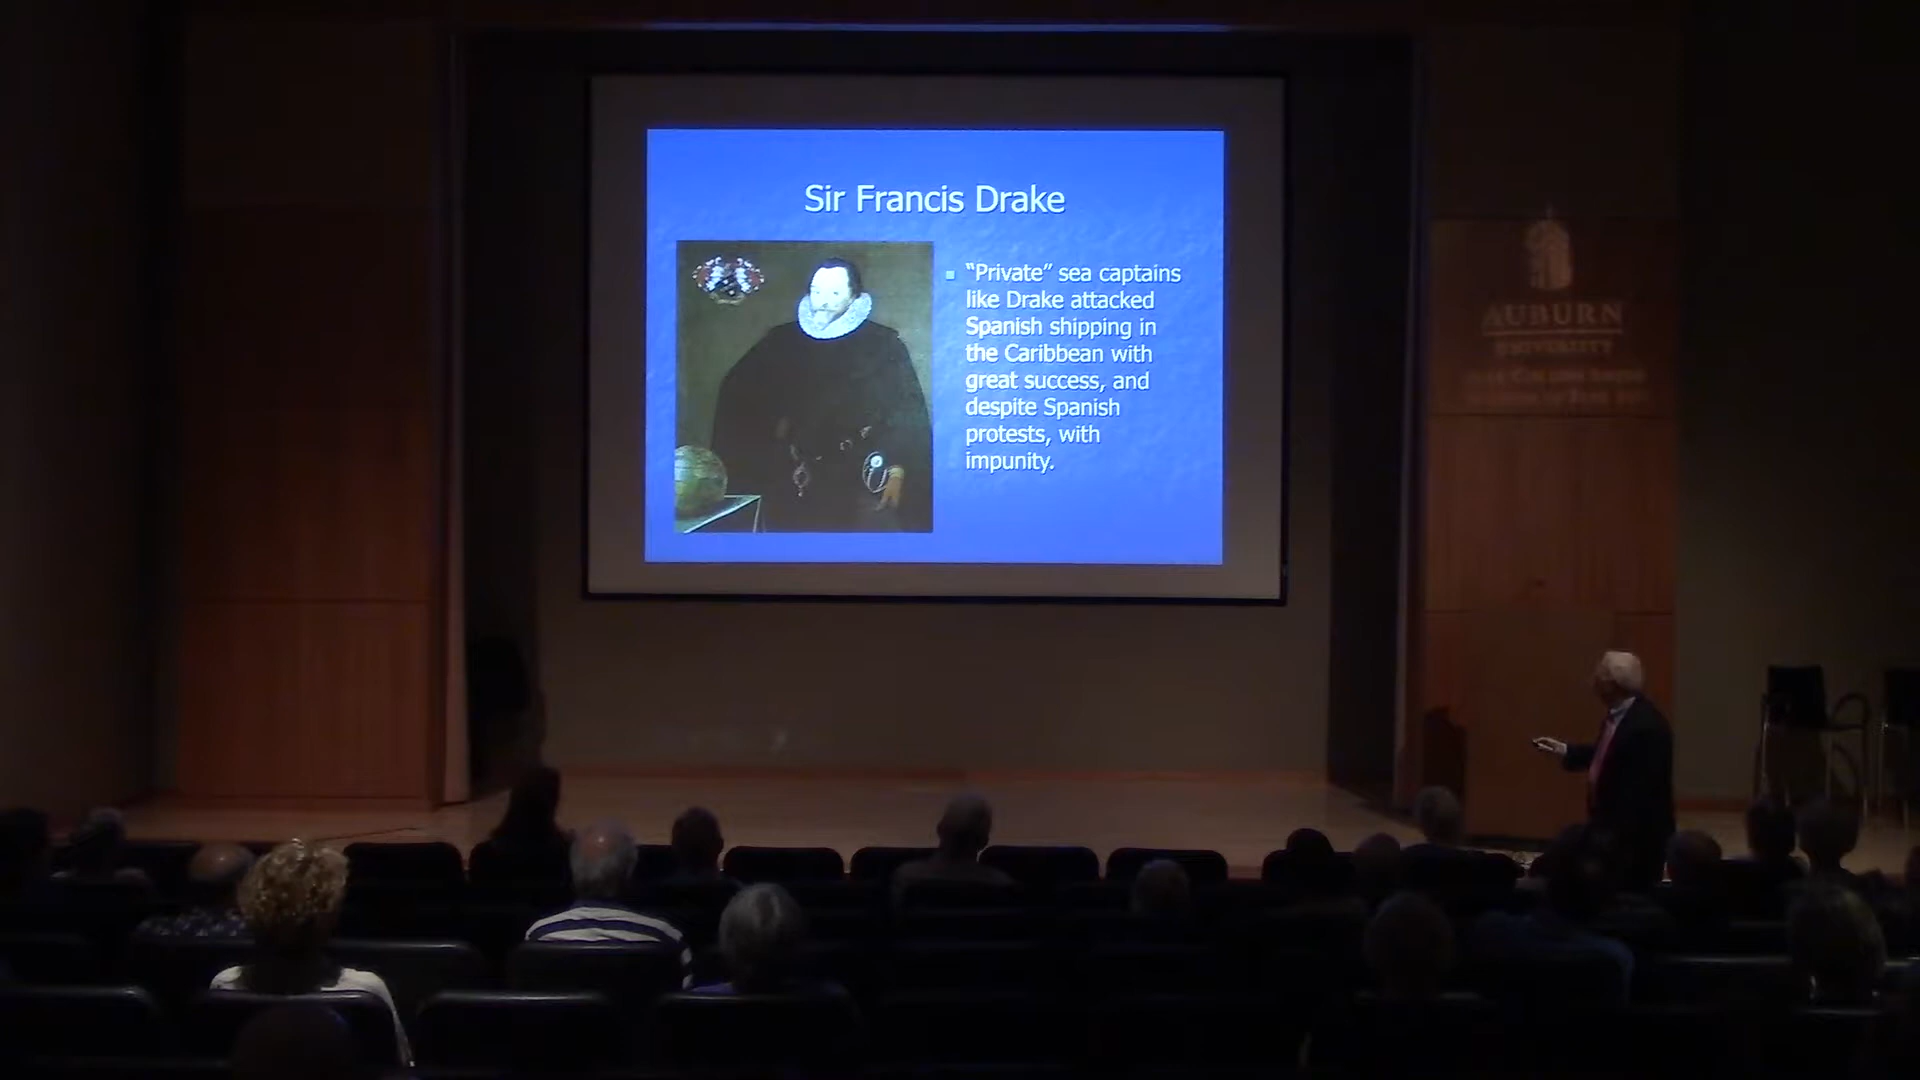 Sir Francis Drake
“Private” sea captains
like Drake attacked
Spanish shipping in
the Caribbean with
great success, and
despite Spanish
protests, with
impunity.
AUBURN
UNIVERSITY